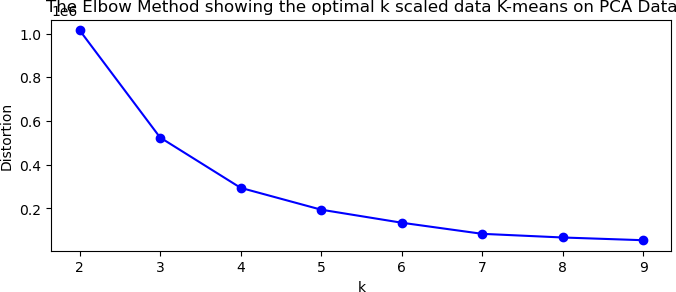 The Elbow Method showing the optimal k scaled data K-means on PCA Data
1e6
1.0
0.8
0.6
0.4
0.2
Distortion
2 3 4 5 6 7 8 9
k